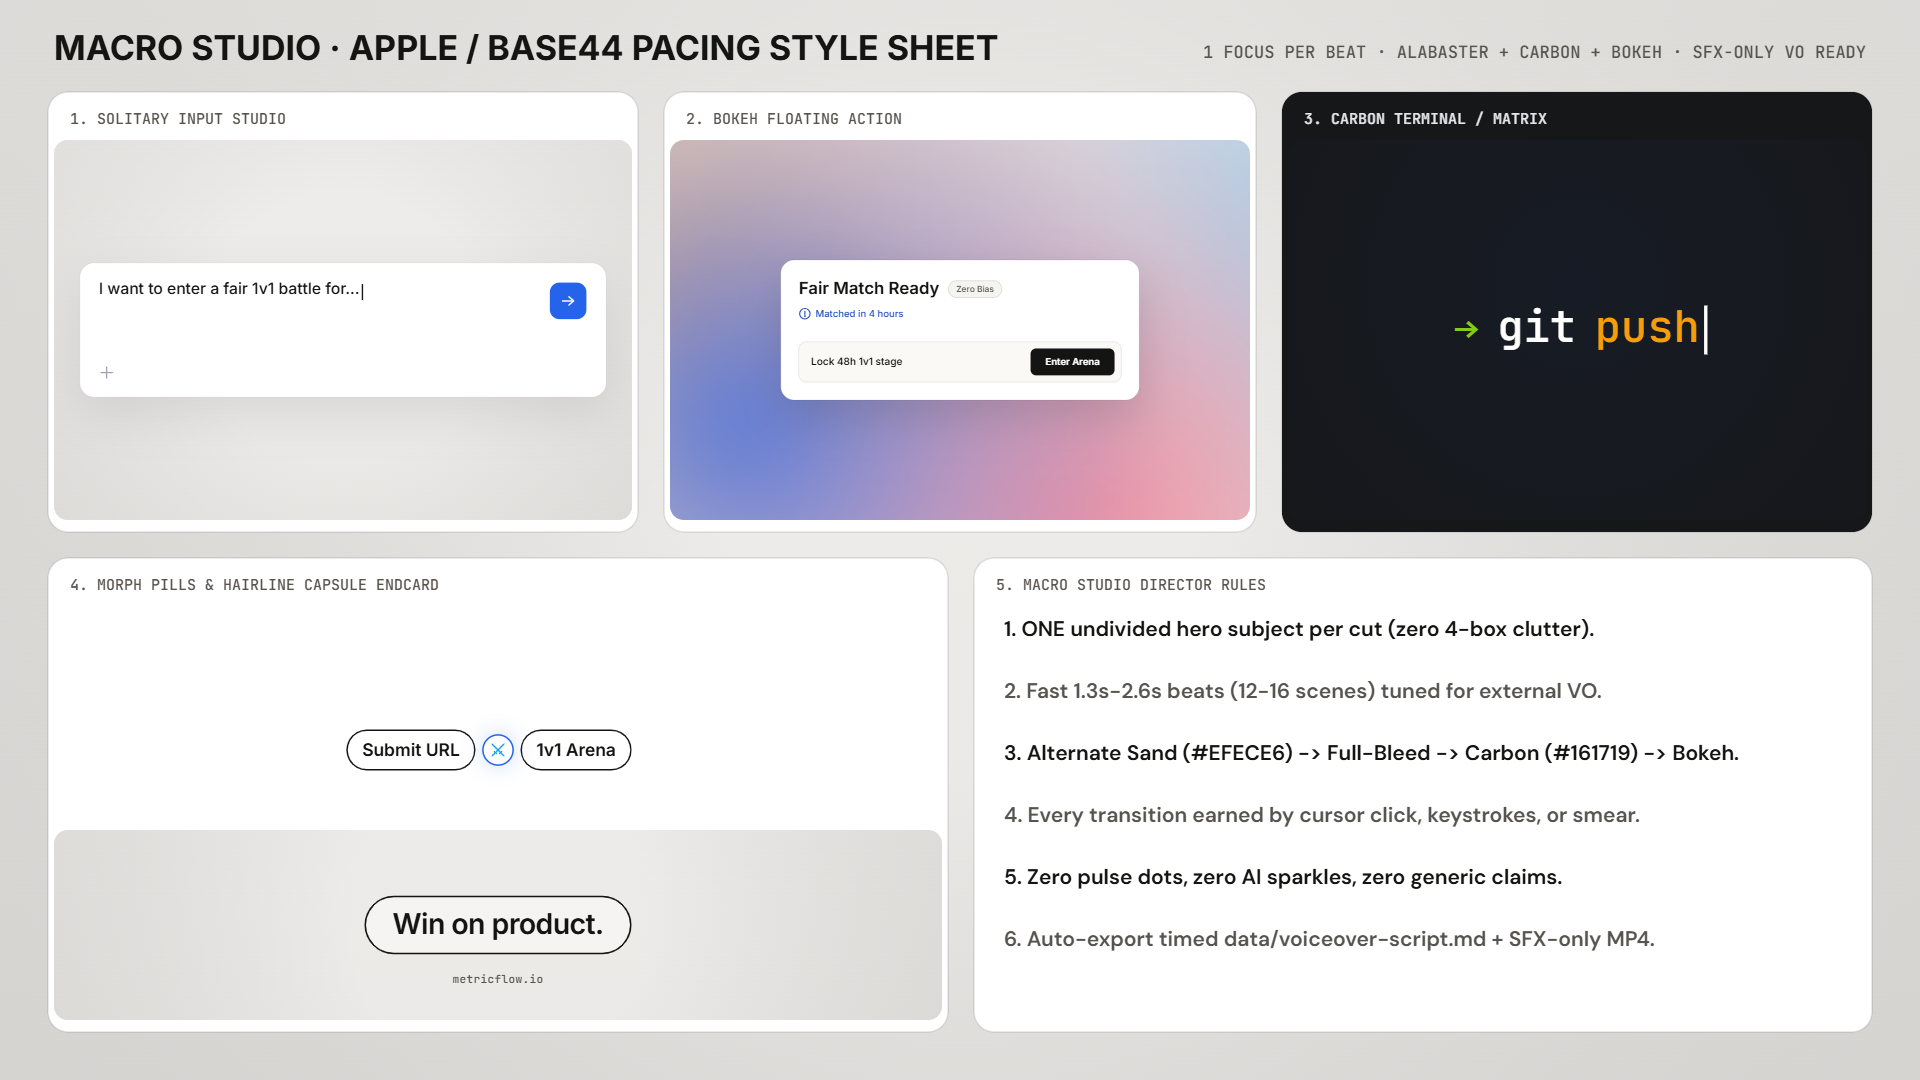 MACRO STUDIO · APPLE / BASE44 PACING STYLE SHEET
1 FOCUS PER BEAT · ALABASTER + CARBON + BOKEH · SFX-ONLY VO READY
1. SOLITARY INPUT STUDIO
I want to enter a fair 1v1 battle for...|
2. BOKEH FLOATING ACTION
Fair Match Ready
Zero Bias
Matched in 4 hours
Lock 48h 1v1 stage
Enter Arena
3. CARBON TERMINAL / MATRIX
→ git push|
4. MORPH PILLS & HAIRLINE CAPSULE ENDCARD
Submit URL
1v1 Arena
Win on product.
metricflow.io
5. MACRO STUDIO DIRECTOR RULES
1. ONE undivided hero subject per cut (zero 4-box clutter).
2. Fast 1.3s-2.6s beats (12-16 scenes) tuned for external VO.
3. Alternate Sand (#EFECE6) -> Full-Bleed -> Carbon (#161719) -> Bokeh.
4. Every transition earned by cursor click, keystrokes, or smear.
5. Zero pulse dots, zero AI sparkles, zero generic claims.
6. Auto-export timed data/voiceover-script.md + SFX-only MP4.